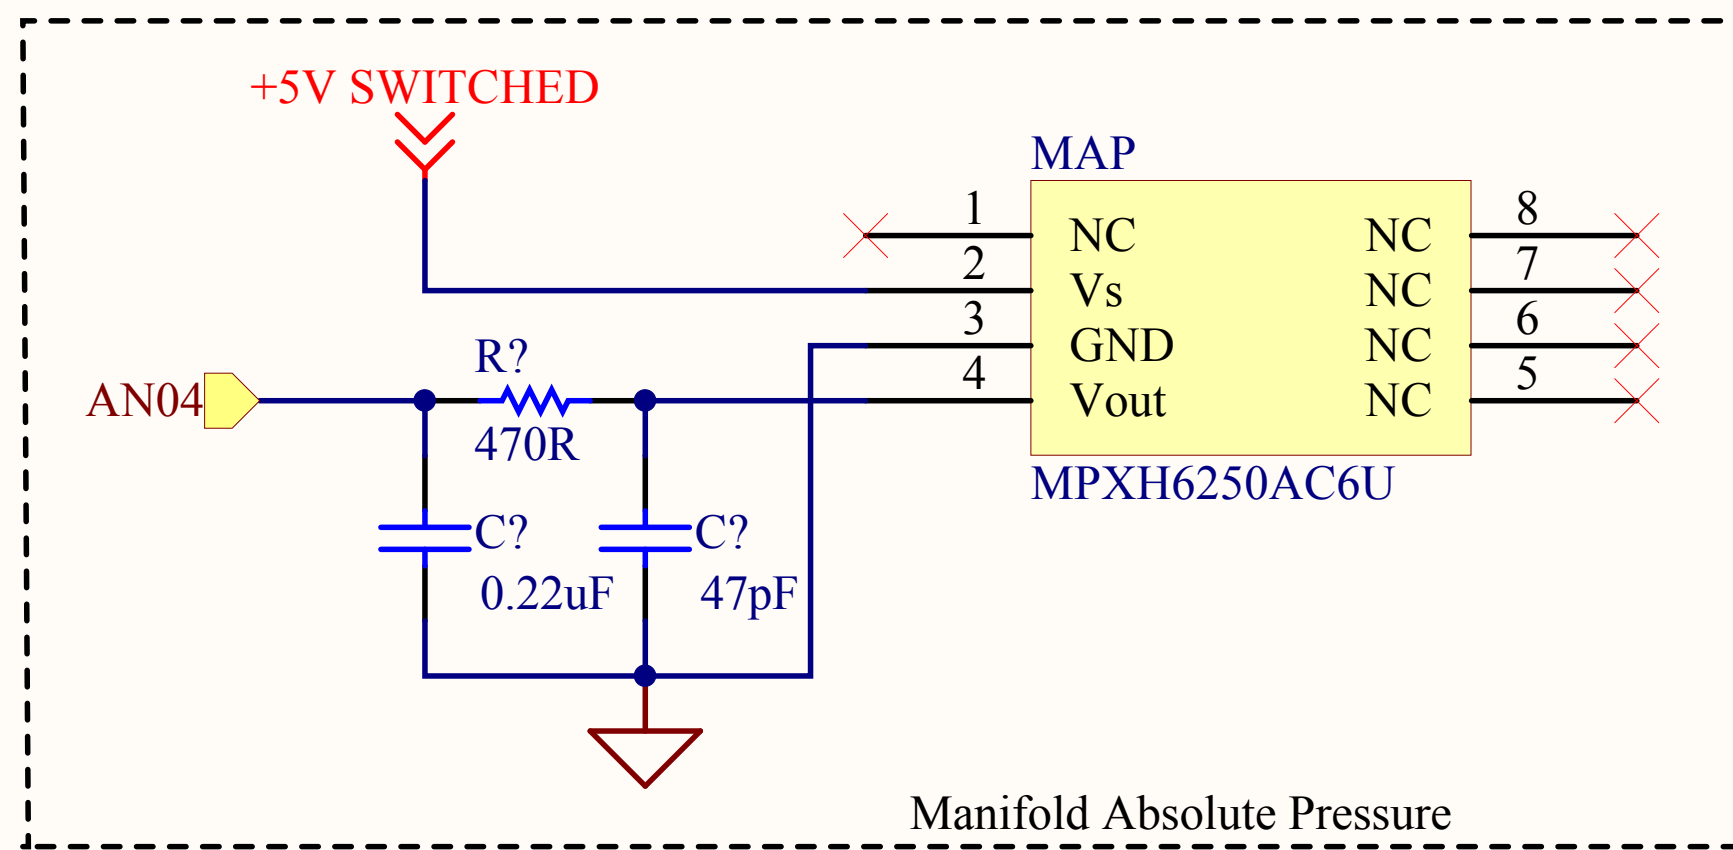 +5V SWITCHED
MAP
1 NC NC 8
2 Vs NC 7
3 GND NC 6
4 Vout NC 5
MPXH6250AC6U
AN04
R?
470R
C?
0.22uF
C?
47pF
Manifold Absolute Pressure